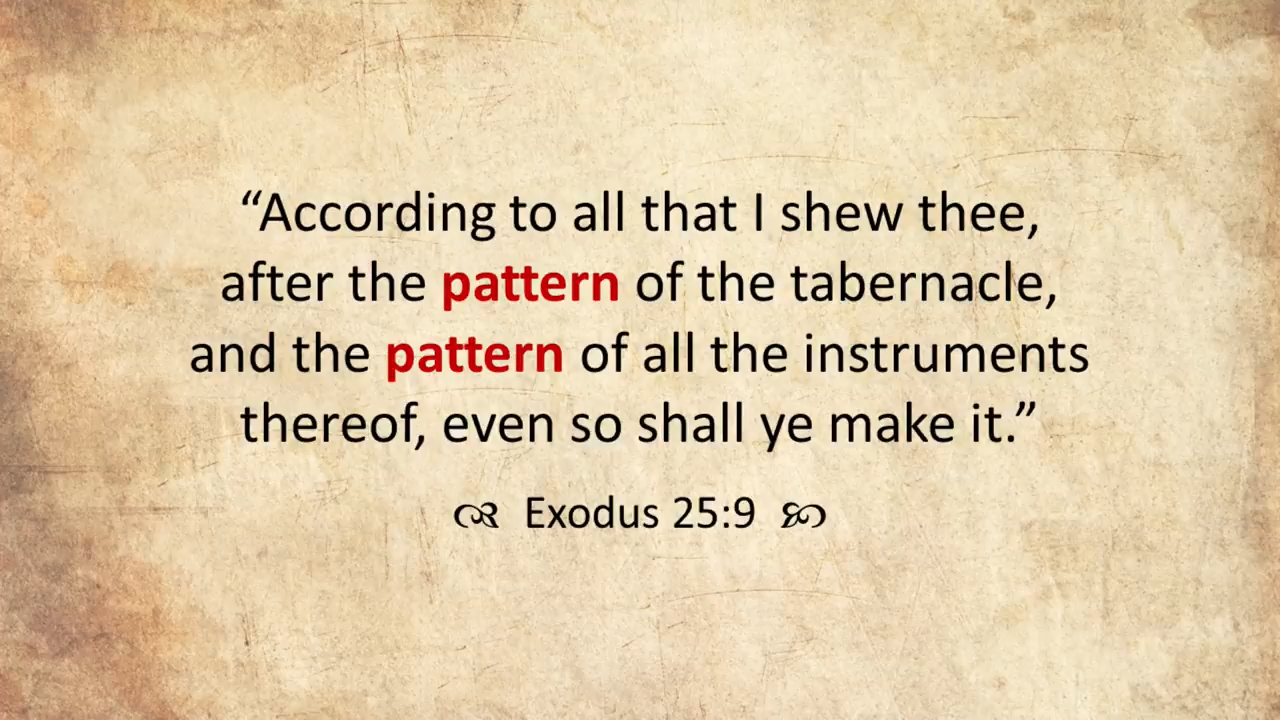 “According to all that I shew thee,
after the pattern of the tabernacle,
and the pattern of all the instruments
thereof, even so shall ye make it.”
Exodus 25:9